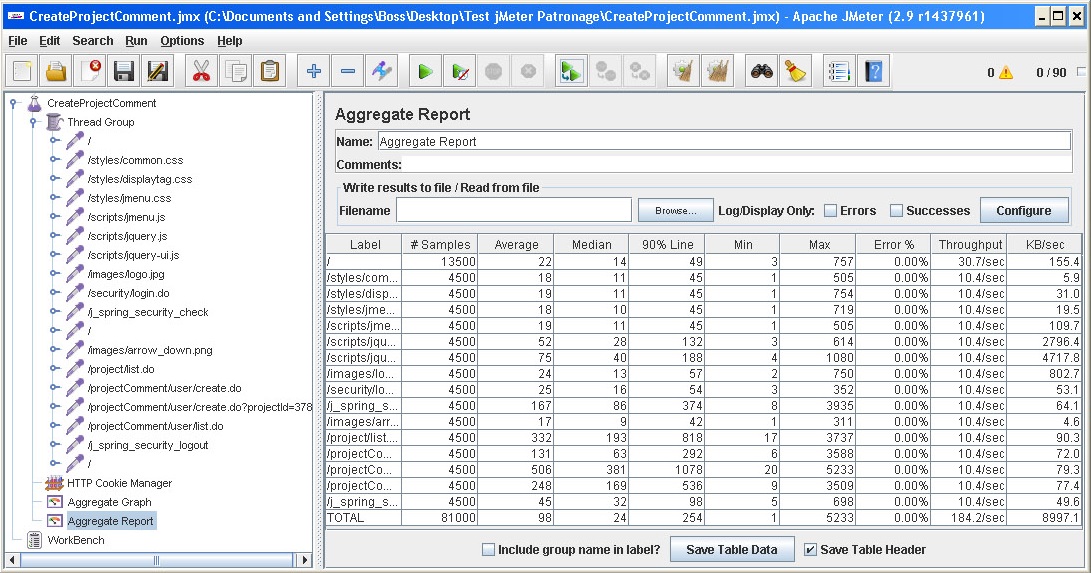 CreateProjectComment.jmx (C:\Documents and Settings\Boss\Desktop\Test jMeter Patronage\CreateProjectComment.jmx) - Apache JMeter (2.9 r1437961)
File Edit Search Run Options Help
0 0 / 90
CreateProjectComment
Thread Group
/
/styles/common.css
/styles/displaytag.css
/styles/jmenu.css
/scripts/jmenu.js
/scripts/jquery.js
/scripts/jquery-ui.js
/images/logo.jpg
/security/login.do
/j_spring_security_check
/
/images/arrow_down.png
/project/list.do
/projectComment/user/create.do
/projectComment/user/create.do?projectId=378
/projectComment/user/list.do
/j_spring_security_logout
/
HTTP Cookie Manager
Aggregate Graph
Aggregate Report
WorkBench
Aggregate Report
Name: Aggregate Report
Comments:
Write results to file / Read from file
Filename Browse... Log/Display Only: Errors Successes Configure
Label # Samples Average Median 90% Line Min Max Error % Throughput KB/sec
/ 13500 22 14 49 3 757 0.00% 30.7/sec 155.4
/styles/com... 4500 18 11 45 1 505 0.00% 10.4/sec 5.9
/styles/disp... 4500 19 11 45 1 754 0.00% 10.4/sec 31.0
/styles/jme... 4500 18 10 45 1 719 0.00% 10.4/sec 19.5
/scripts/jme... 4500 19 11 45 1 505 0.00% 10.4/sec 109.7
/scripts/jqu... 4500 52 28 132 3 614 0.00% 10.4/sec 2796.4
/scripts/jqu... 4500 75 40 188 4 1080 0.00% 10.4/sec 4717.8
/images/lo... 4500 24 13 57 2 750 0.00% 10.4/sec 802.7
/security/lo... 4500 25 16 54 3 352 0.00% 10.4/sec 53.1
/j_spring_s... 4500 167 86 374 8 3935 0.00% 10.4/sec 64.1
/images/arr... 4500 17 9 42 1 311 0.00% 10.4/sec 4.6
/project/list.... 4500 332 193 818 17 3737 0.00% 10.4/sec 90.3
/projectCo... 4500 131 63 292 6 3588 0.00% 10.4/sec 72.0
/projectCo... 4500 506 381 1078 20 5233 0.00% 10.4/sec 79.3
/projectCo... 4500 248 169 536 9 3509 0.00% 10.4/sec 77.4
/j_spring_s... 4500 45 32 98 5 698 0.00% 10.4/sec 49.6
TOTAL 81000 98 24 254 1 5233 0.00% 184.2/sec 8997.1
Include group name in label? Save Table Data Save Table Header